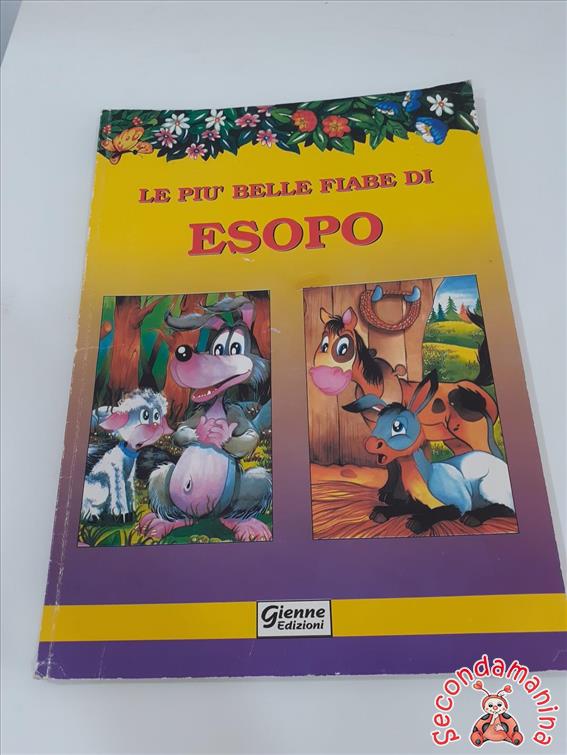 LE PIU' BELLE FIABE DI
ESOPO
Gienne
Edizioni
Secondamanina